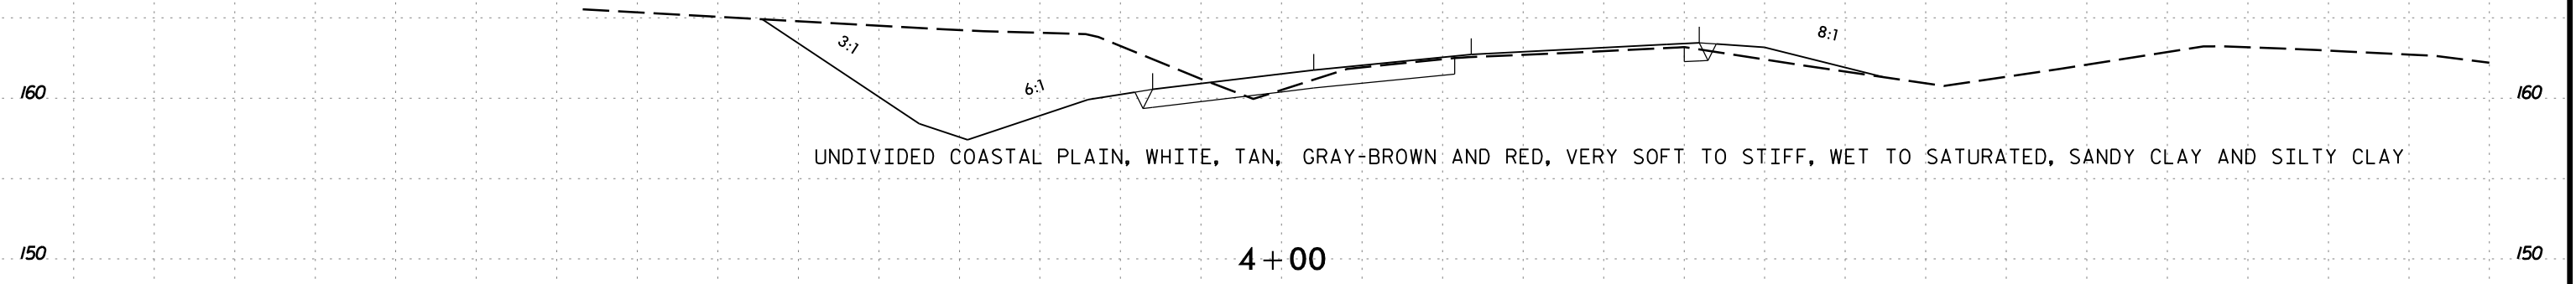 3:1
8:1
6:1
160 160
UNDIVIDED COASTAL PLAIN, WHITE, TAN, GRAY-BROWN AND RED, VERY SOFT TO STIFF, WET TO SATURATED, SANDY CLAY AND SILTY CLAY
150 4+00 150